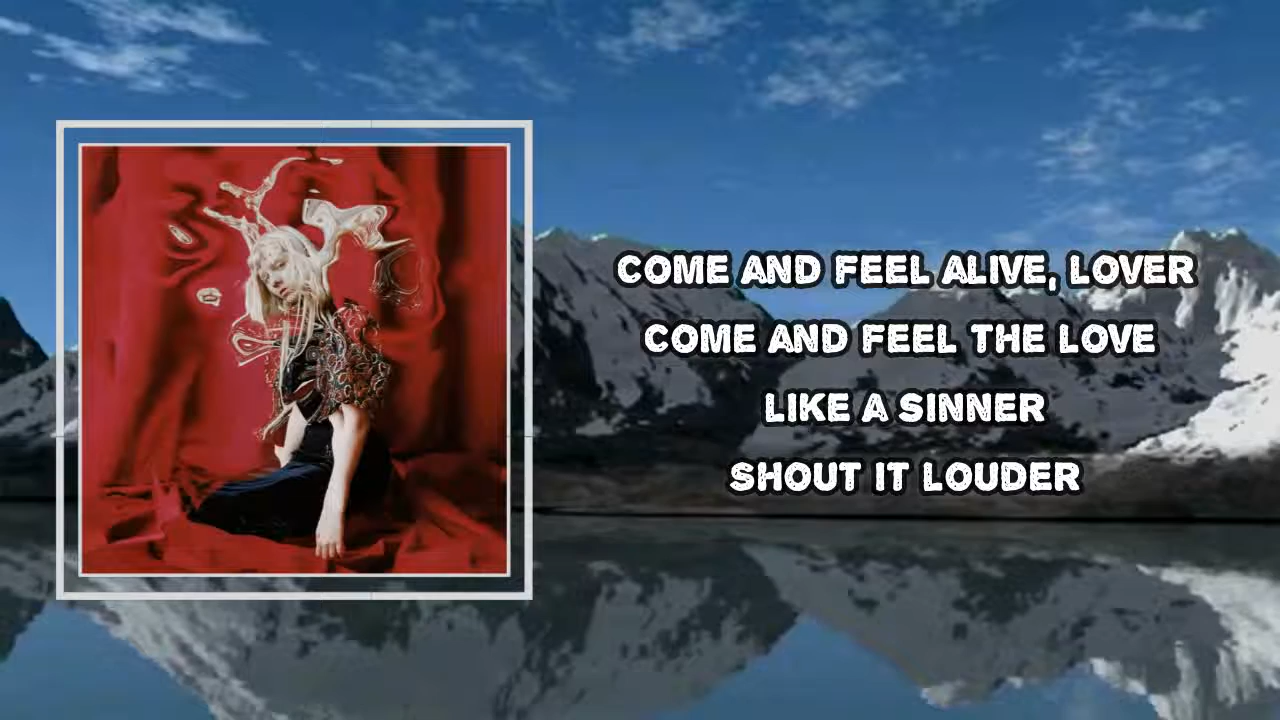 COME AND FEEL ALIVE, LOVER
COME AND FEEL THE LOVE
LIKE A SINNER
SHOUT IT LOUDER